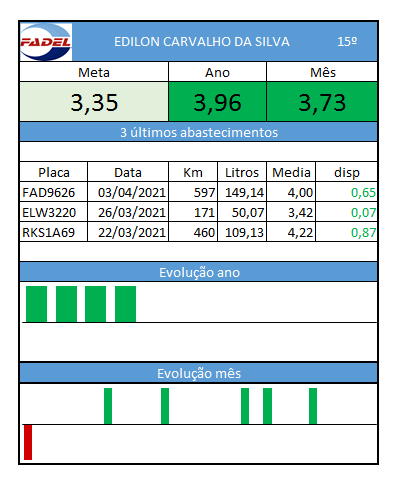 FADEL
EDILON CARVALHO DA SILVA 15º
Meta Ano Mês
3,35 3,96 3,73
3 últimos abastecimentos
Placa Data Km Litros Media disp
FAD9626 03/04/2021 597 149,14 4,00 0,65
ELW3220 26/03/2021 171 50,07 3,42 0,07
RKS1A69 22/03/2021 460 109,13 4,22 0,87
Evolução ano
Evolução mês